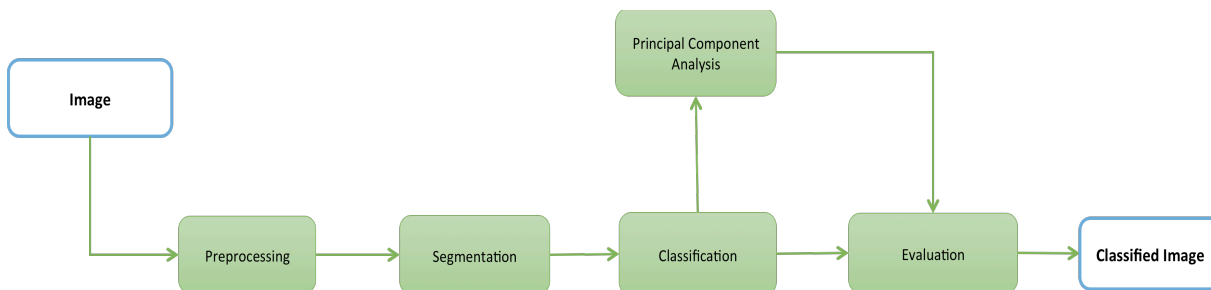 Principal Component
Analysis
Image
Preprocessing
Segmentation
Classification
Evaluation
Classified Image